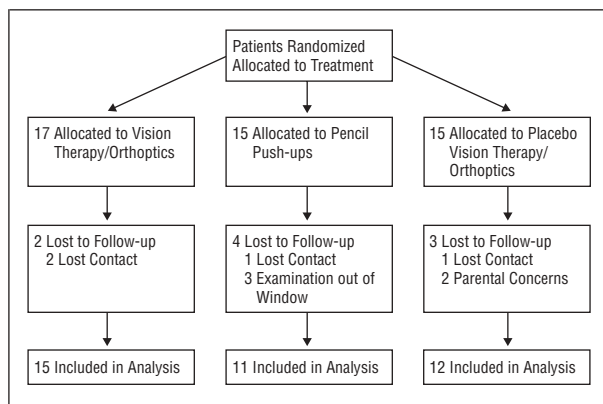 Patients Randomized
Allocated to Treatment
17 Allocated to Vision
Therapy/Orthoptics
15 Allocated to Pencil
Push-ups
15 Allocated to Placebo
Vision Therapy/
Orthoptics
2 Lost to Follow-up
2 Lost Contact
4 Lost to Follow-up
1 Lost Contact
3 Examination out of
Window
3 Lost to Follow-up
1 Lost Contact
2 Parental Concerns
15 Included in Analysis
11 Included in Analysis
12 Included in Analysis